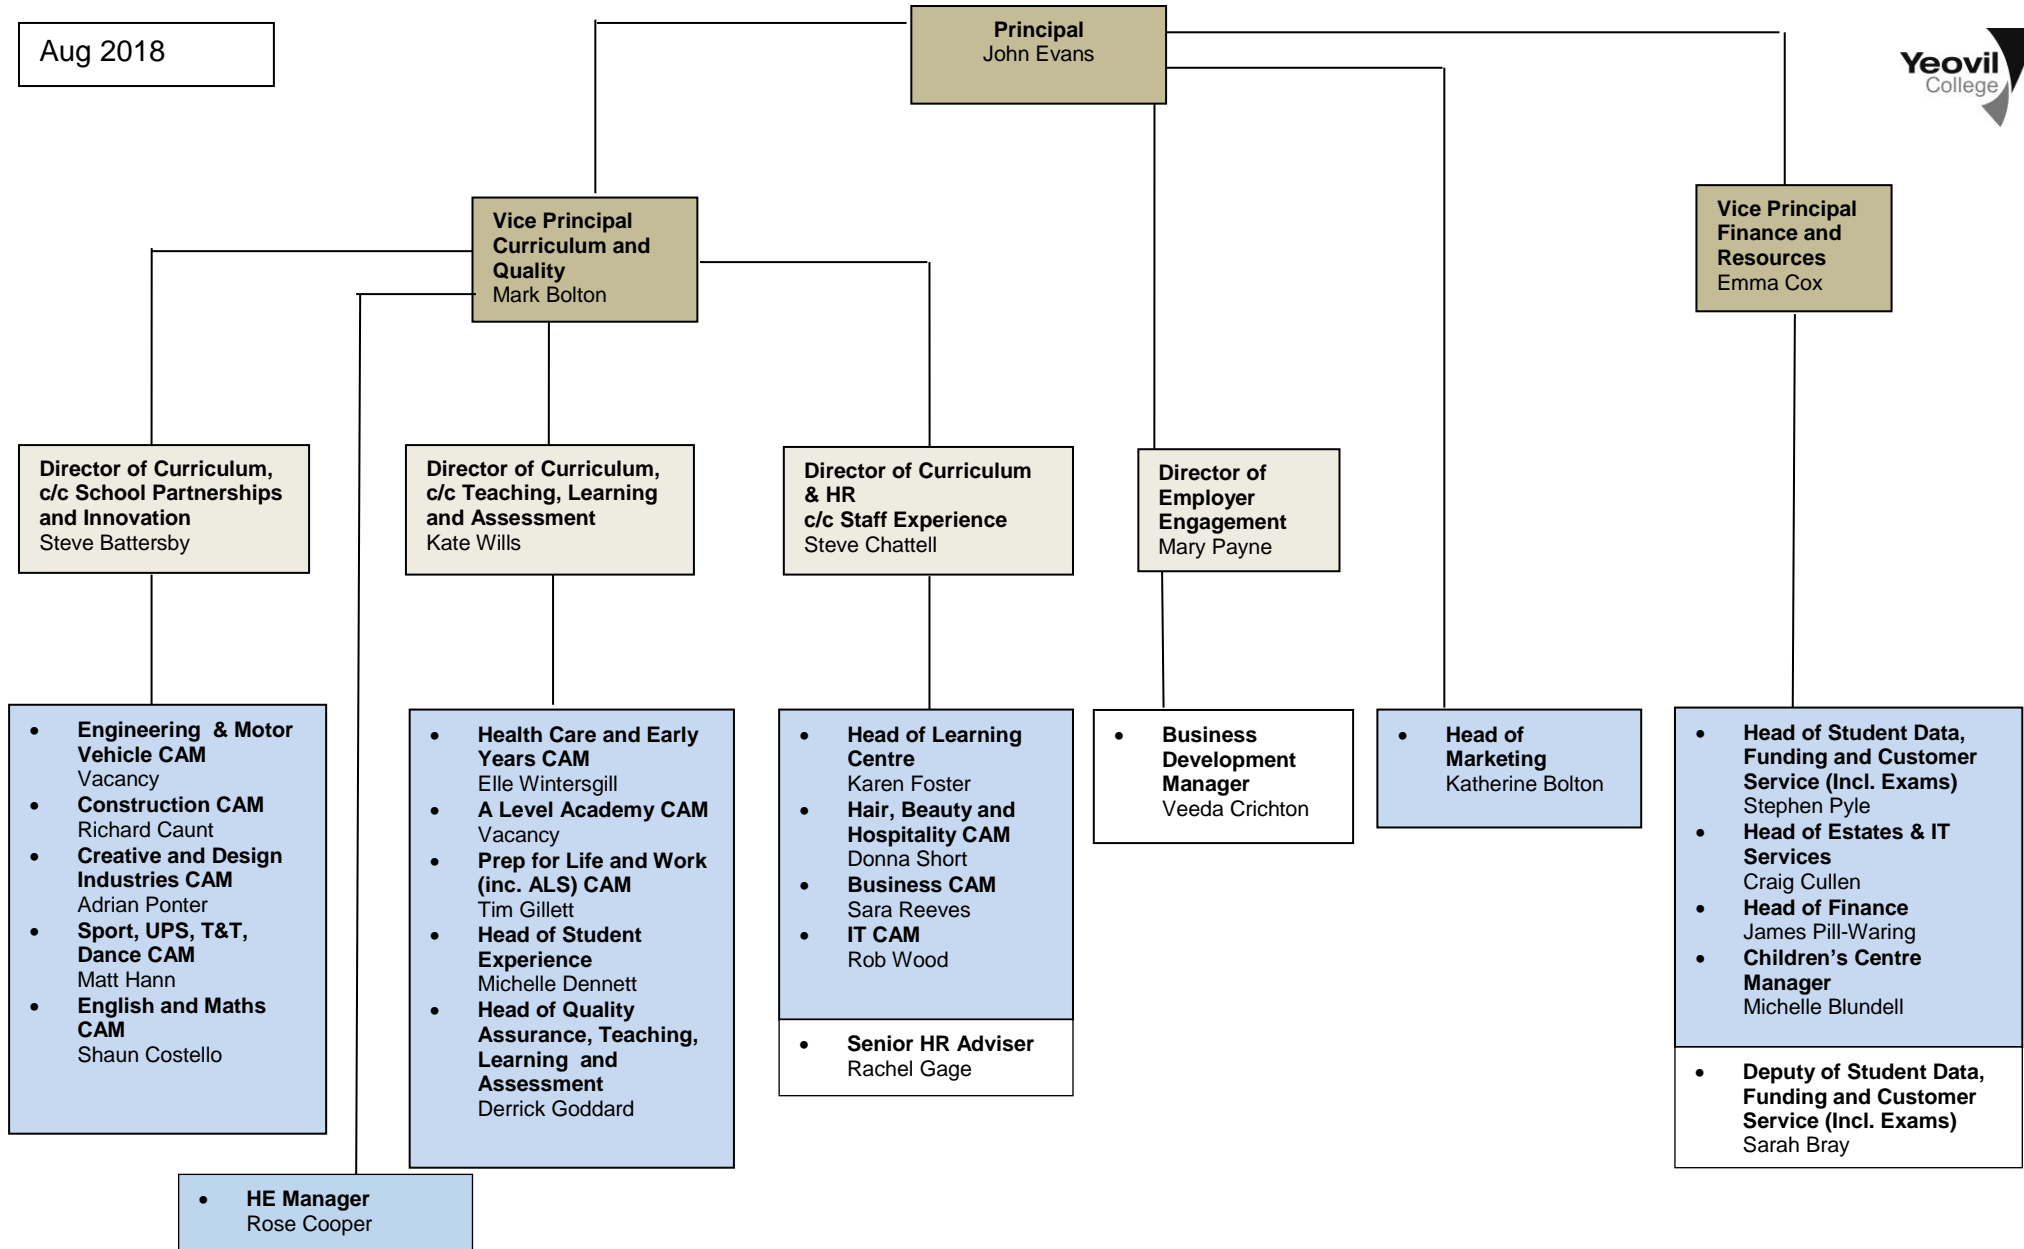 Aug 2018
Principal
John Evans
Yeovil
College
Vice Principal
Curriculum and
Quality
Mark Bolton
Vice Principal
Finance and
Resources
Emma Cox
Director of Curriculum,
c/c School Partnerships
and Innovation
Steve Battersby
Director of Curriculum,
c/c Teaching, Learning
and Assessment
Kate Wills
Director of Curriculum
& HR
c/c Staff Experience
Steve Chattell
Director of
Employer
Engagement
Mary Payne
• Engineering  & Motor
Vehicle CAM
Vacancy
• Construction CAM
Richard Caunt
• Creative and Design
Industries CAM
Adrian Ponter
• Sport, UPS, T&T,
Dance CAM
Matt Hann
• English and Maths
CAM
Shaun Costello
• Health Care and Early
Years CAM
Elle Wintersgill
• A Level Academy CAM
Vacancy
• Prep for Life and Work
(inc. ALS) CAM
Tim Gillett
• Head of Student
Experience
Michelle Dennett
• Head of Quality
Assurance, Teaching,
Learning  and
Assessment
Derrick Goddard
• Head of Learning
Centre
Karen Foster
• Hair, Beauty and
Hospitality CAM
Donna Short
• Business CAM
Sara Reeves
• IT CAM
Rob Wood
• Senior HR Adviser
Rachel Gage
• Business
Development
Manager
Veeda Crichton
• Head of
Marketing
Katherine Bolton
• Head of Student Data,
Funding and Customer
Service (Incl. Exams)
Stephen Pyle
• Head of Estates & IT
Services
Craig Cullen
• Head of Finance
James Pill-Waring
• Children’s Centre
Manager
Michelle Blundell
• Deputy of Student Data,
Funding and Customer
Service (Incl. Exams)
Sarah Bray
• HE Manager
Rose Cooper